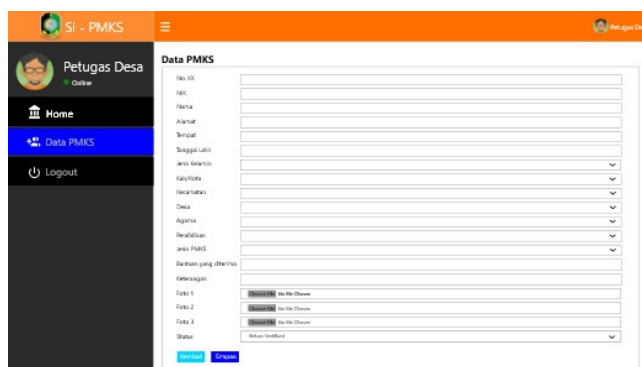 SI - PMKS
Petugas De
Petugas Desa
Online
Home
Data PMKS
Logout
Data PMKS
No. KK
NIK
Nama
Alamat
Tempat
Tanggal Lahir
Jenis Kelamin
Kab/Kota
Kecamatan
Desa
Agama
Pendidikan
Jenis PMKS
Bantuan yang diterima
Keterangan
Foto 1 Choose File No File Chosen
Foto 2 Choose File No File Chosen
Foto 3 Choose File No File Chosen
Status Belum Verifikasi
Kembali Simpan